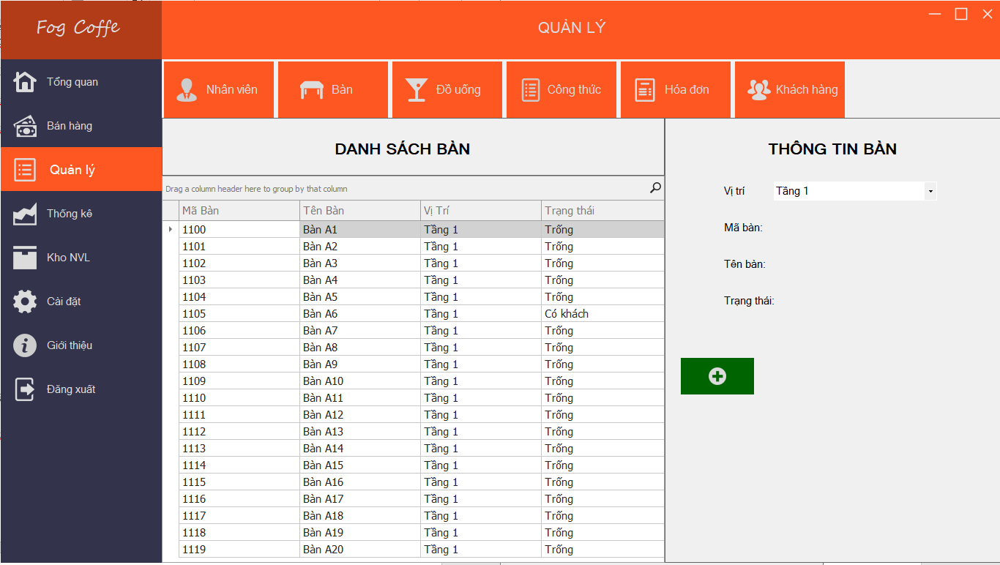 Fog Coffe
QUẢN LÝ
Tổng quan
Bán hàng
Quản lý
Thống kê
Kho NVL
Cài đặt
Giới thiệu
Đăng xuất
Nhân viên Bàn Đồ uống Công thức Hóa đơn Khách hàng
DANH SÁCH BÀN
Drag a column header here to group by that column
Mã Bàn Tên Bàn Vị Trí Trạng thái
1100 Bàn A1 Tầng 1 Trống
1101 Bàn A2 Tầng 1 Trống
1102 Bàn A3 Tầng 1 Trống
1103 Bàn A4 Tầng 1 Trống
1104 Bàn A5 Tầng 1 Trống
1105 Bàn A6 Tầng 1 Có khách
1106 Bàn A7 Tầng 1 Trống
1107 Bàn A8 Tầng 1 Trống
1108 Bàn A9 Tầng 1 Trống
1109 Bàn A10 Tầng 1 Trống
1110 Bàn A11 Tầng 1 Trống
1111 Bàn A12 Tầng 1 Trống
1112 Bàn A13 Tầng 1 Trống
1113 Bàn A14 Tầng 1 Trống
1114 Bàn A15 Tầng 1 Trống
1115 Bàn A16 Tầng 1 Trống
1116 Bàn A17 Tầng 1 Trống
1117 Bàn A18 Tầng 1 Trống
1118 Bàn A19 Tầng 1 Trống
1119 Bàn A20 Tầng 1 Trống
THÔNG TIN BÀN
Vị trí Tầng 1
Mã bàn:
Tên bàn:
Trạng thái: